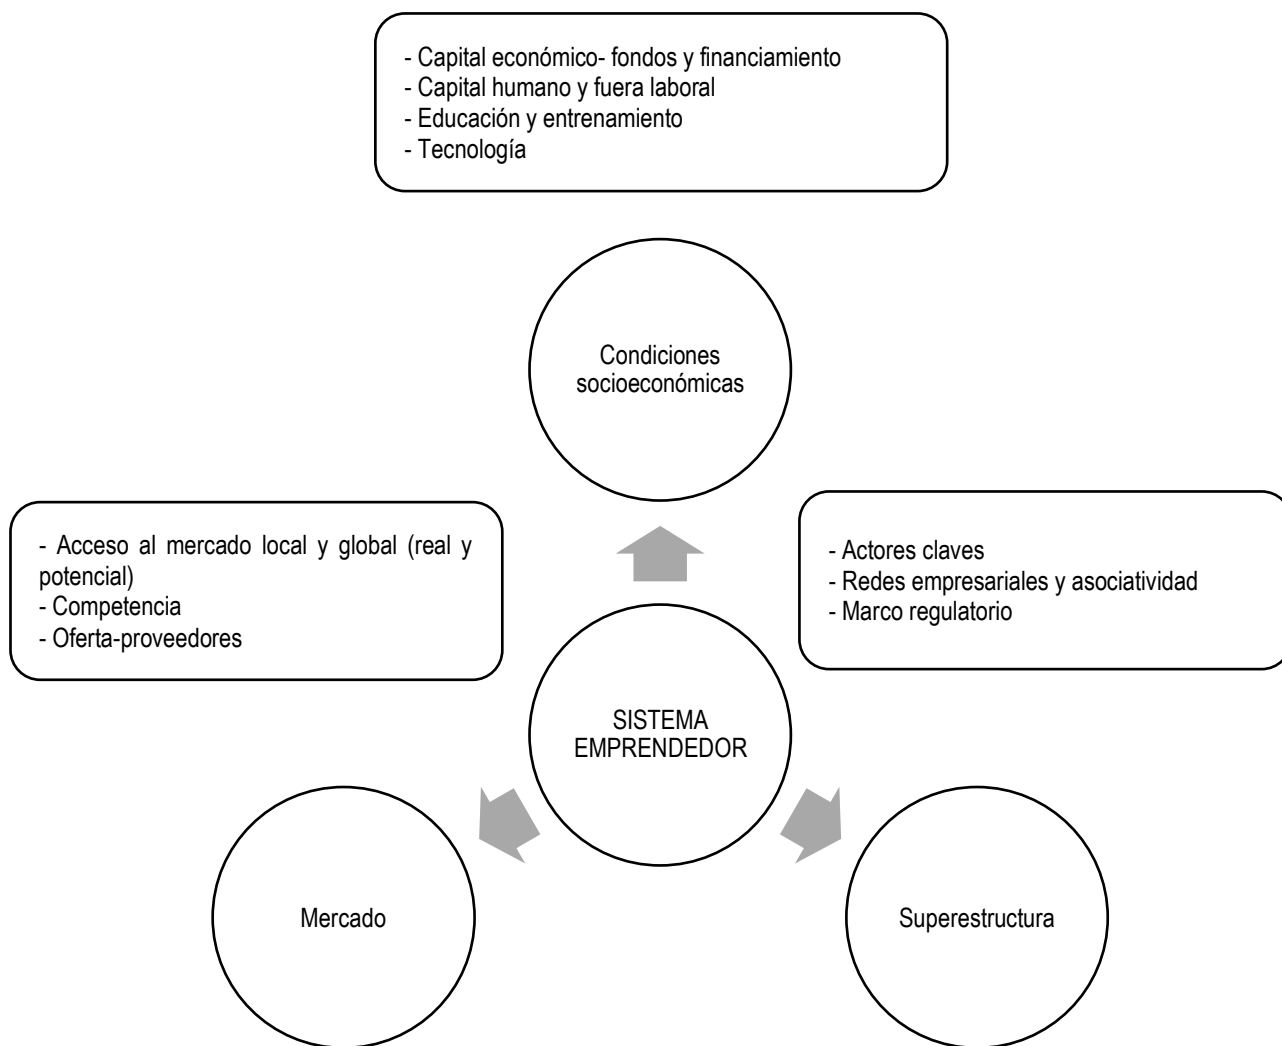 - Capital económico- fondos y financiamiento
- Capital humano y fuera laboral
- Educación y entrenamiento
- Tecnología
Condiciones
socioeconómicas
- Acceso al mercado local y global (real y
potencial)
- Competencia
- Oferta-proveedores
- Actores claves
- Redes empresariales y asociatividad
- Marco regulatorio
SISTEMA
EMPRENDEDOR
Mercado
Superestructura